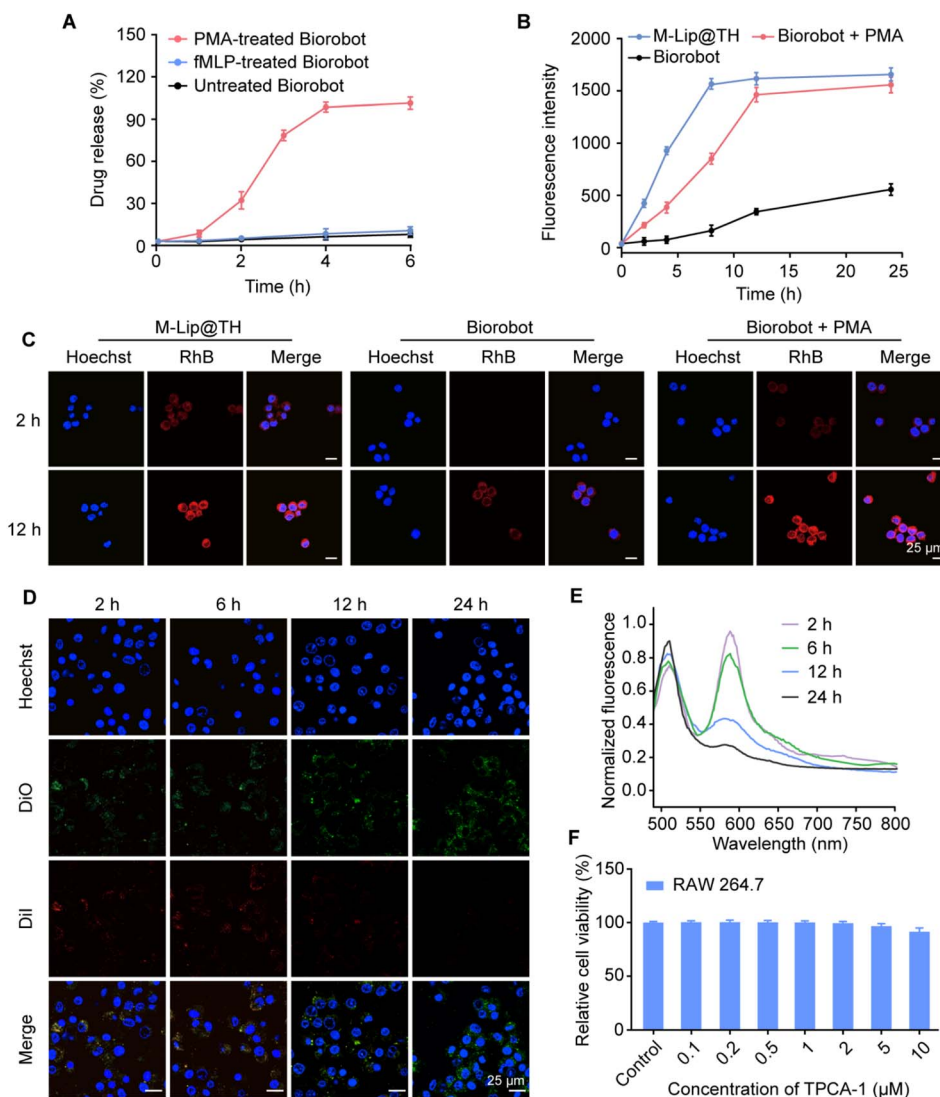 A
150
120
90
60
30
0
Drug release (%)
PMA-treated Biorobot
fMLP-treated Biorobot
Untreated Biorobot
0 2 4 6
Time (h)
B
2000
1500
1000
500
0
Fluorescence intensity
M-Lip@TH Biorobot + PMA
Biorobot
0 5 10 15 20 25
Time (h)
C
M-Lip@TH Biorobot Biorobot + PMA
Hoechst RhB Merge Hoechst RhB Merge Hoechst RhB Merge
2 h
12 h
25 μm
D
2 h 6 h 12 h 24 h
Hoechst
DiO
DiI
Merge
25 μm
E
1.0
0.8
0.6
0.4
0.2
0.0
Normalized fluorescence
2 h
6 h
12 h
24 h
500 550 600 650 700 750 800
Wavelength (nm)
F
150
100
50
0
Relative cell viability (%)
RAW 264.7
Control 0.1 0.2 0.5 1 2 5 10
Concentration of TPCA-1 (μM)